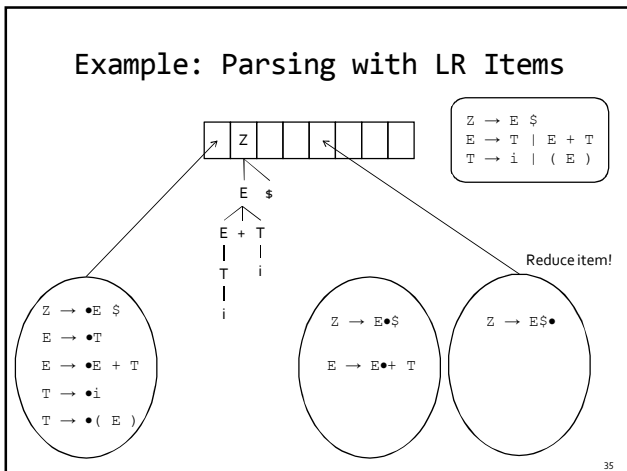 Example: Parsing with LR Items
Z
Z → E $
E → T | E + T
T → i | ( E )
E $
E + T
T i
i
Reduce item!
Z → •E $
E → •T
E → •E + T
T → •i
T → •( E )
Z → E•$
E → E•+ T
Z → E$•
35